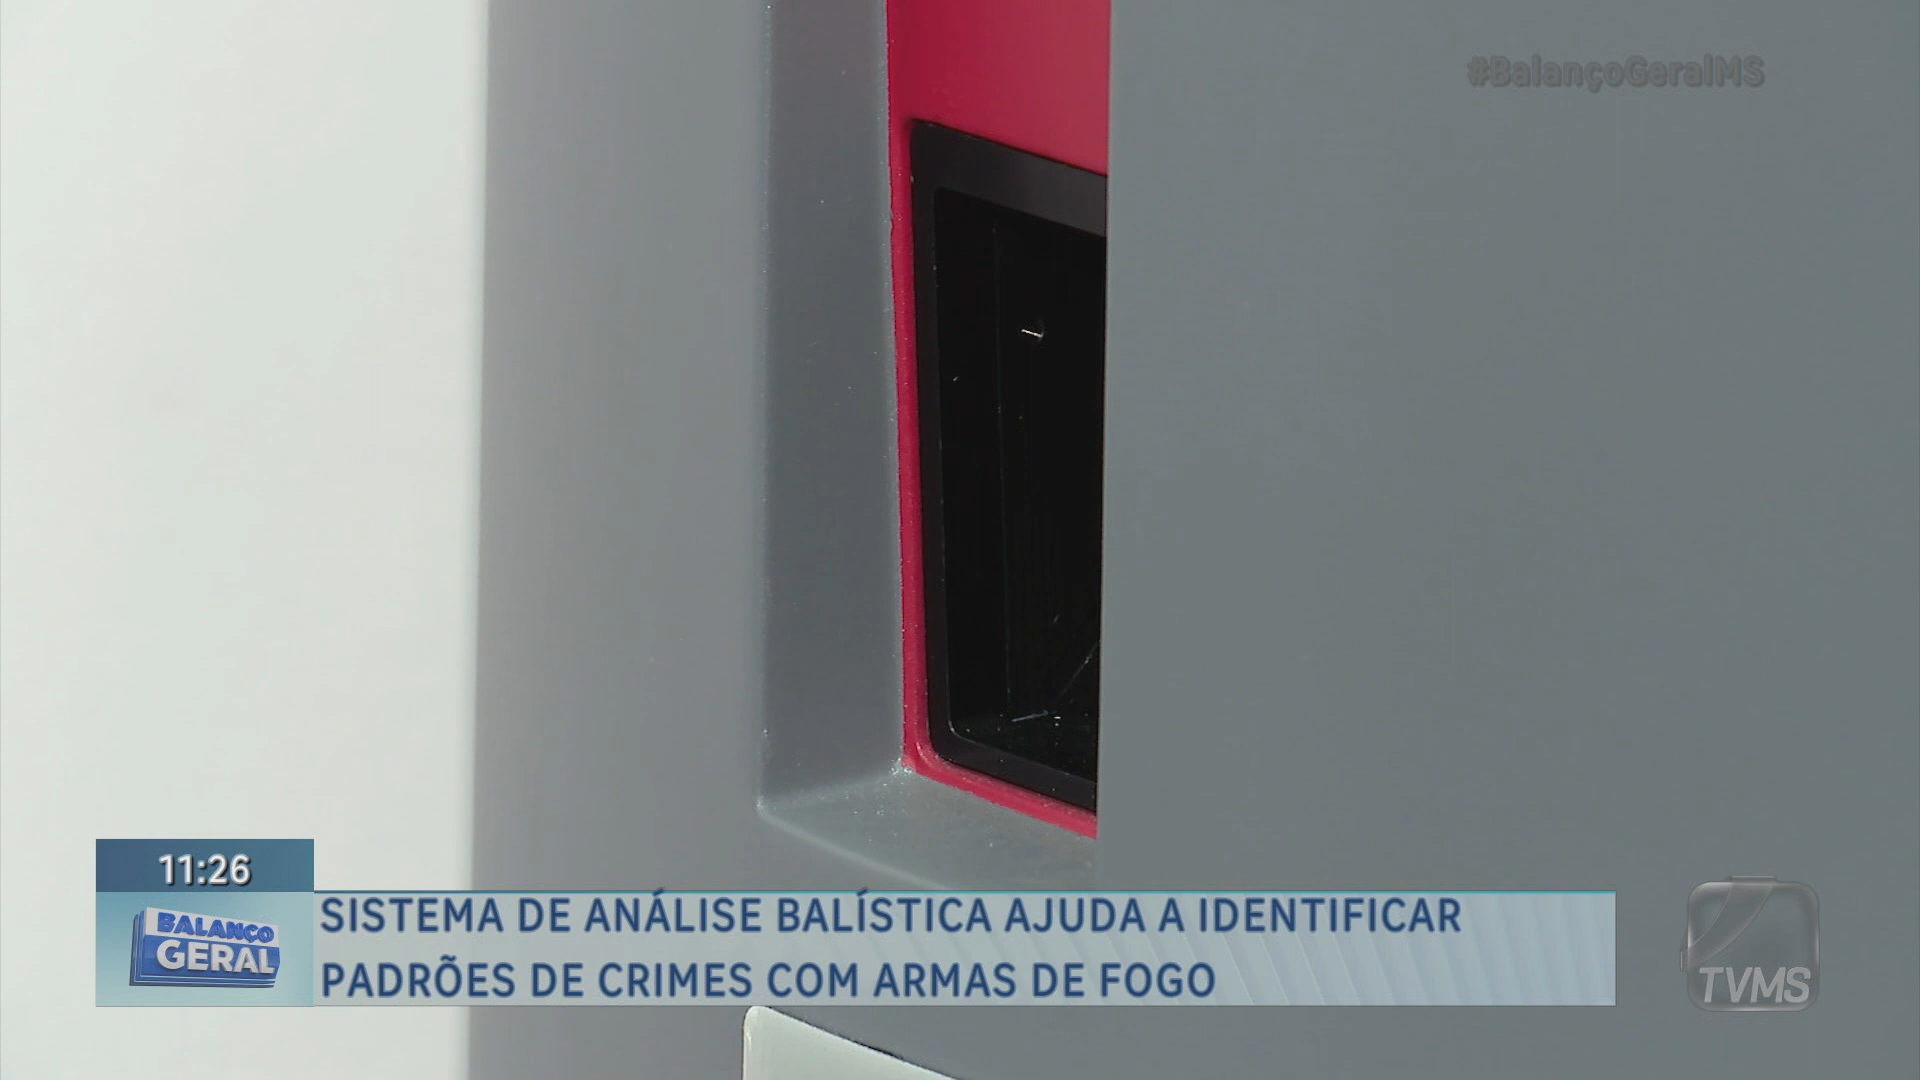 #BalançoGeralMS
11:26
BALANÇO
GERAL
SISTEMA DE ANÁLISE BALÍSTICA AJUDA A IDENTIFICAR
PADRÕES DE CRIMES COM ARMAS DE FOGO
TVMS